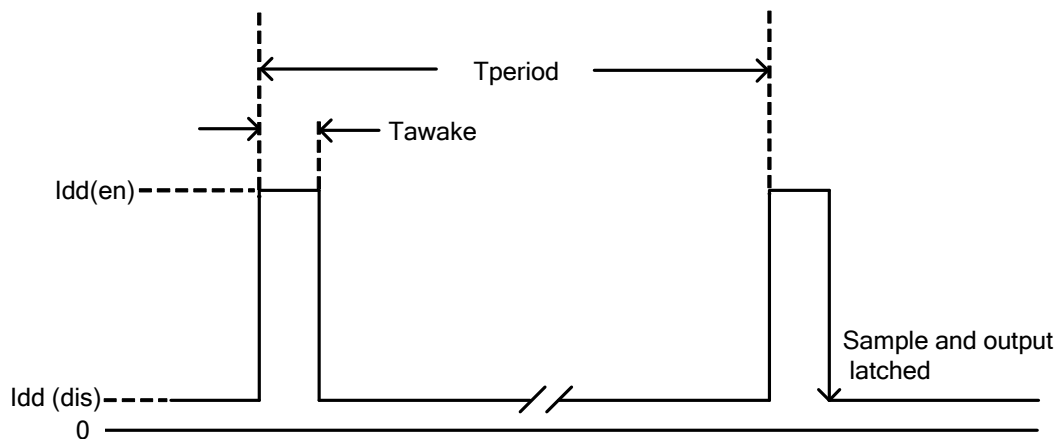 Tperiod
Tawake
Idd(en)
Sample and output
latched
Idd (dis)
0